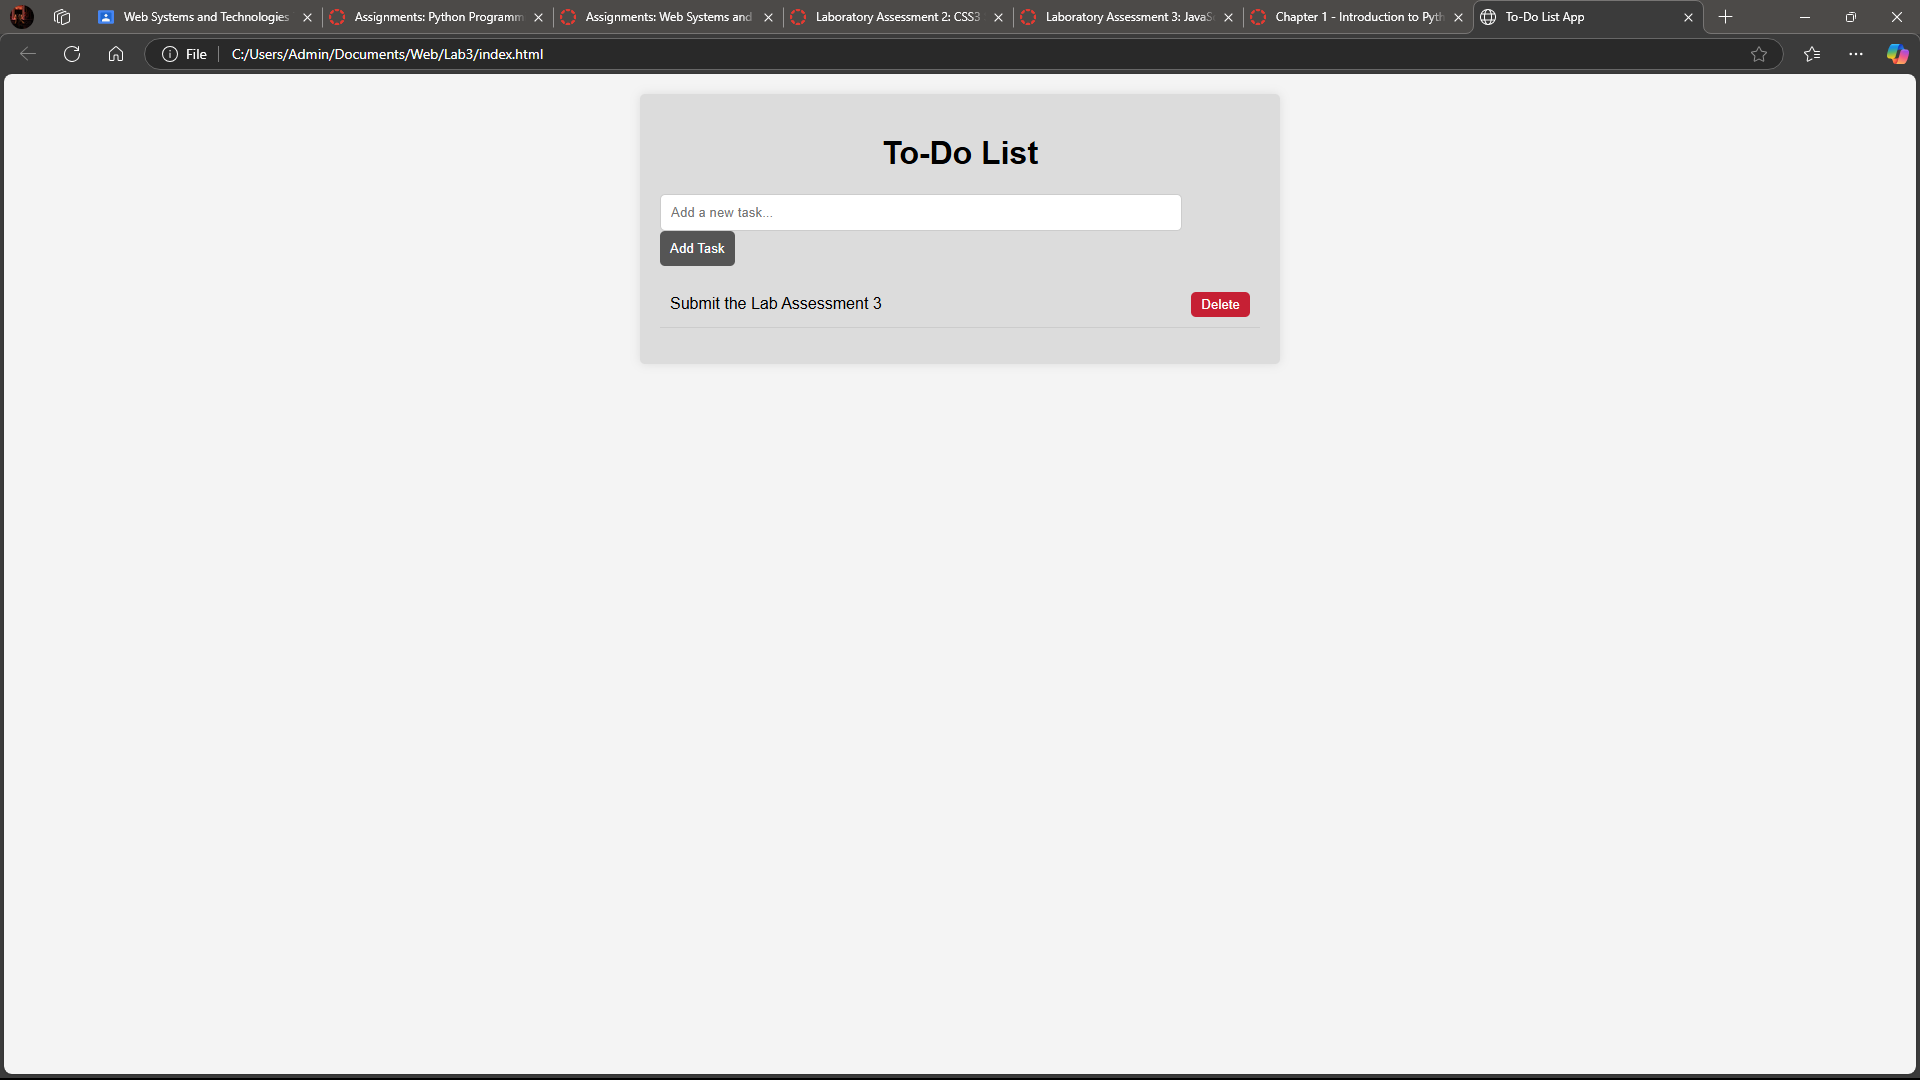 Web Systems and Technologies
Assignments: Python Programm
Assignments: Web Systems and
Laboratory Assessment 2: CSS3
Laboratory Assessment 3: JavaS
Chapter 1 - Introduction to Pyth
To-Do List App
File
C:/Users/Admin/Documents/Web/Lab3/index.html
To-Do List
Add a new task...
Add Task
Submit the Lab Assessment 3
Delete